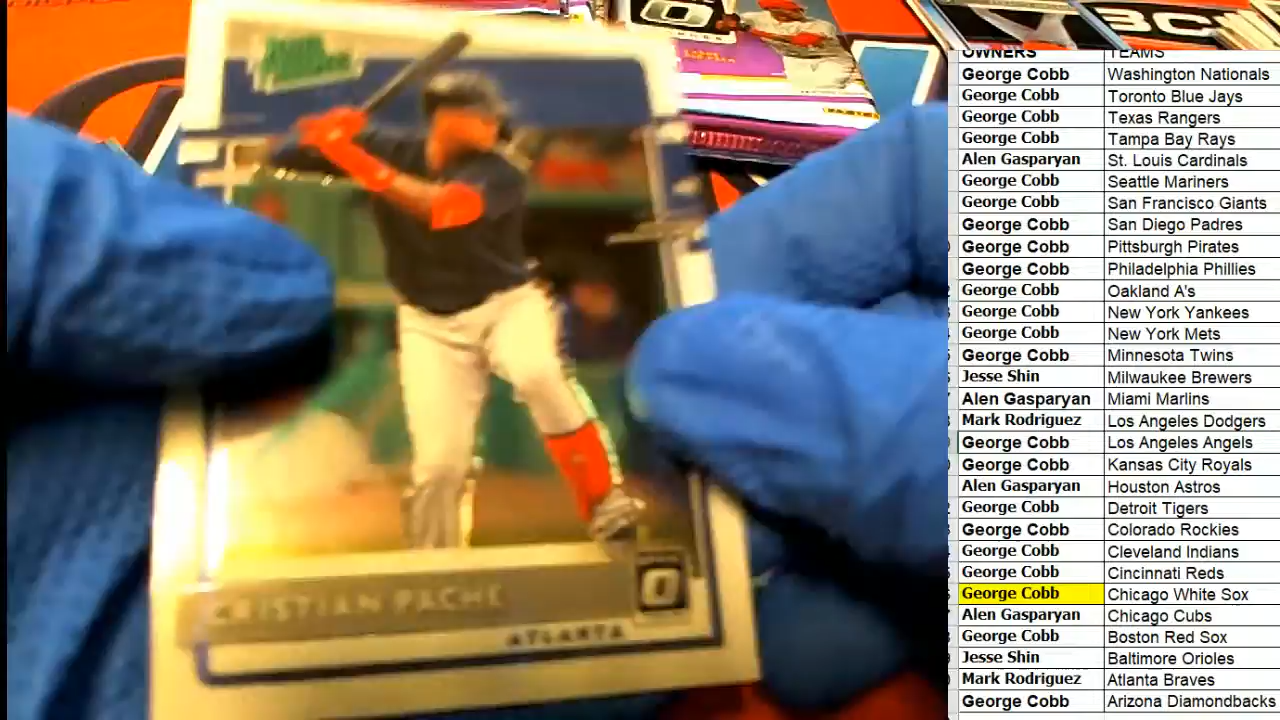 CRISTIAN PACHE
ATLANTA
OWNERS TEAMS
George Cobb Washington Nationals
George Cobb Toronto Blue Jays
George Cobb Texas Rangers
George Cobb Tampa Bay Rays
Alen Gasparyan St. Louis Cardinals
George Cobb Seattle Mariners
George Cobb San Francisco Giants
George Cobb San Diego Padres
George Cobb Pittsburgh Pirates
George Cobb Philadelphia Phillies
George Cobb Oakland A's
George Cobb New York Yankees
George Cobb New York Mets
George Cobb Minnesota Twins
Jesse Shin Milwaukee Brewers
Alen Gasparyan Miami Marlins
Mark Rodriguez Los Angeles Dodgers
George Cobb Los Angeles Angels
George Cobb Kansas City Royals
Alen Gasparyan Houston Astros
George Cobb Detroit Tigers
George Cobb Colorado Rockies
George Cobb Cleveland Indians
George Cobb Cincinnati Reds
George Cobb Chicago White Sox
Alen Gasparyan Chicago Cubs
George Cobb Boston Red Sox
Jesse Shin Baltimore Orioles
Mark Rodriguez Atlanta Braves
George Cobb Arizona Diamondbacks